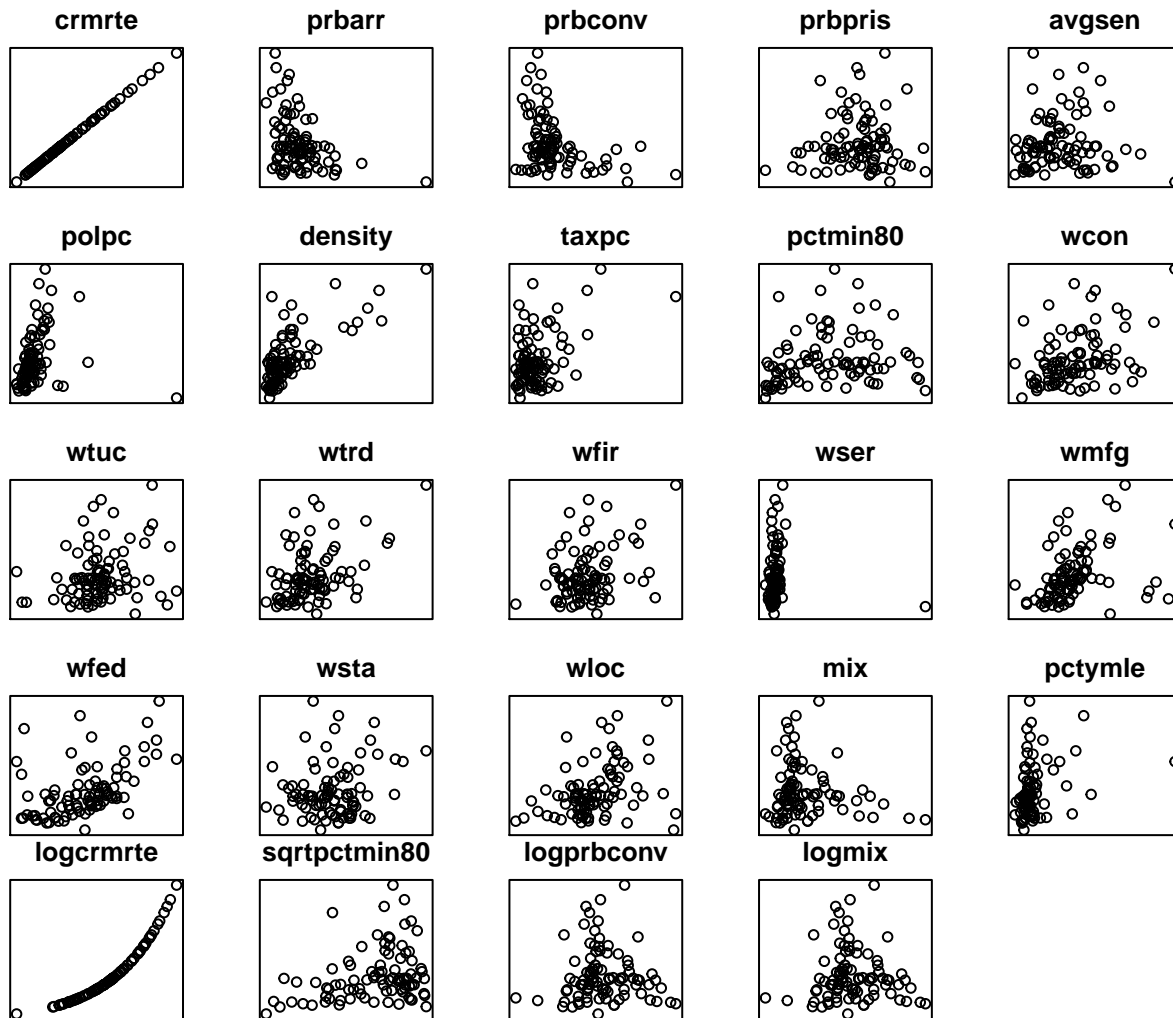 crmrte prbarr prbconv prbpris avgsen
polpc density taxpc pctmin80 wcon
wtuc wtrd wfir wser wmfg
wfed wsta wloc mix pctymle
logcrmrte sqrtpctmin80 logprbconv logmix